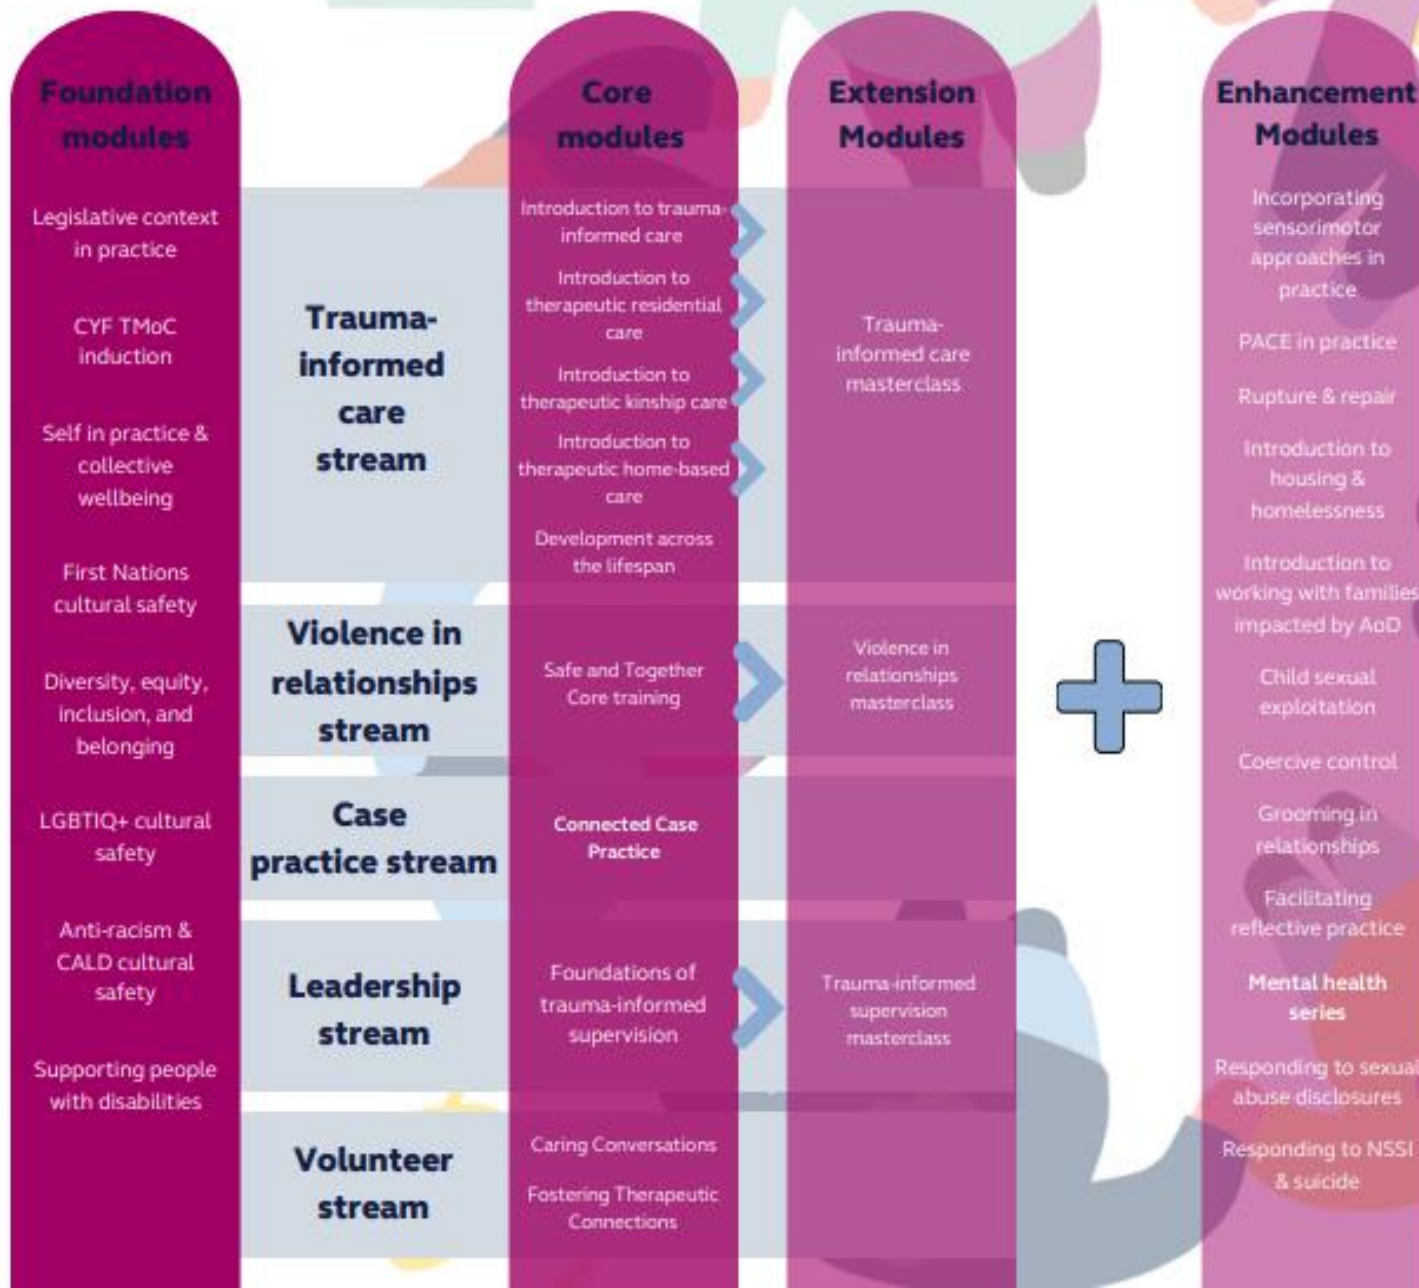 Foundation
modules
Legislative context
in practice
CYF TMoC
induction
Self in practice &
collective
wellbeing
First Nations
cultural safety
Diversity, equity,
inclusion, and
belonging
LGBTIQ+ cultural
safety
Anti-racism &
CALD cultural
safety
Supporting people
with disabilities
Trauma-
informed
care
stream
Violence in
relationships
stream
Case
practice stream
Leadership
stream
Volunteer
stream
Core
modules
Introduction to trauma-
informed care
Introduction to
therapeutic residential
care
Introduction to
therapeutic kinship care
Introduction to
therapeutic home-based
care
Development across
the lifespan
Safe and Together
Core training
Connected Case
Practice
Foundations of
trauma-informed
supervision
Caring Conversations
Fostering Therapeutic
Connections
Extension
Modules
Trauma-
informed care
masterclass
Violence in
relationships
masterclass
Trauma-informed
supervision
masterclass
Enhancement
Modules
Incorporating
sensorimotor
approaches in
practice
PACE in practice
Rupture & repair
Introduction to
housing &
homelessness
Introduction to
working with families
impacted by AoD
Child sexual
exploitation
Coercive control
Grooming in
relationships
Facilitating
reflective practice
Mental health
series
Responding to sexual
abuse disclosures
Responding to NSSI
& suicide